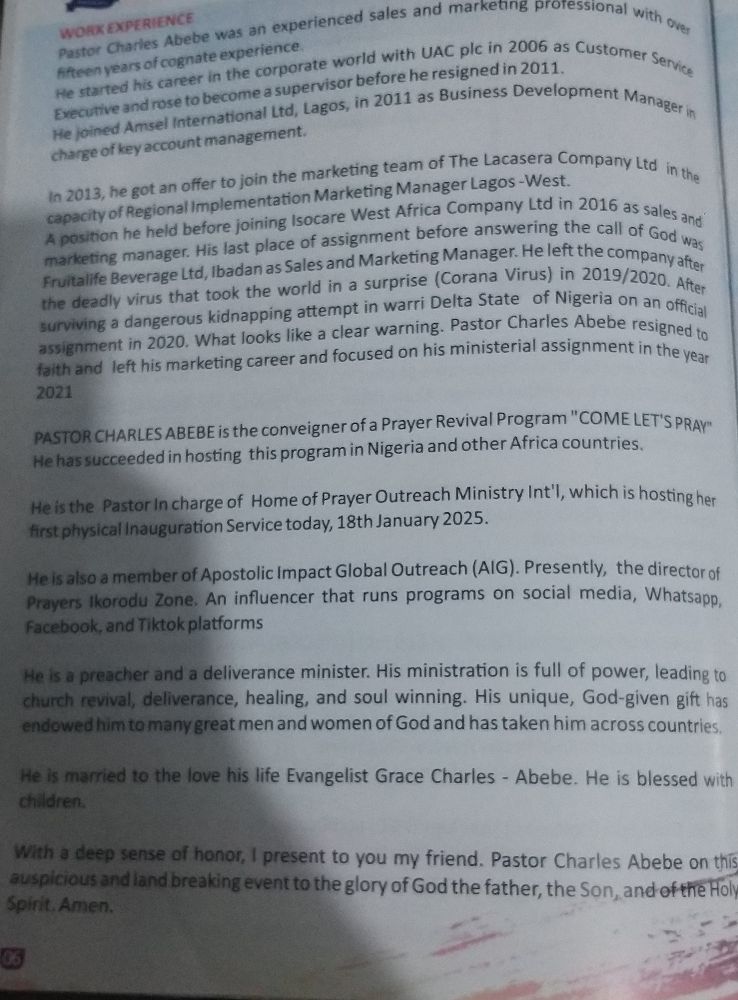 WORK EXPERIENCE
Pastor Charles Abebe was an experienced sales and marketing professional with over
fifteen years of cognate experience.
He started his career in the corporate world with UAC plc in 2006 as Customer Service
Executive and rose to become a supervisor before he resigned in 2011.
He joined Amsel International Ltd, Lagos, in 2011 as Business Development Manager in
charge of key account management.
In 2013, he got an offer to join the marketing team of The Lacasera Company Ltd in the
capacity of Regional Implementation Marketing Manager Lagos -West.
A position he held before joining Isocare West Africa Company Ltd in 2016 as sales and
marketing manager. His last place of assignment before answering the call of God was
Fruitalife Beverage Ltd, Ibadan as Sales and Marketing Manager. He left the company after
the deadly virus that took the world in a surprise (Corana Virus) in 2019/2020. After
surviving a dangerous kidnapping attempt in warri Delta State of Nigeria on an official
assignment in 2020. What looks like a clear warning. Pastor Charles Abebe resigned to
faith and left his marketing career and focused on his ministerial assignment in the year
2021
PASTOR CHARLES ABEBE is the conveigner of a Prayer Revival Program "COME LET'S PRAY"
He has succeeded in hosting this program in Nigeria and other Africa countries.
He is the Pastor In charge of Home of Prayer Outreach Ministry Int'l, which is hosting her
first physical Inauguration Service today, 18th January 2025.
He is also a member of Apostolic Impact Global Outreach (AIG). Presently, the director of
Prayers Ikorodu Zone. An influencer that runs programs on social media, Whatsapp,
Facebook, and Tiktok platforms
He is a preacher and a deliverance minister. His ministration is full of power, leading to
church revival, deliverance, healing, and soul winning. His unique, God-given gift has
endowed him to many great men and women of God and has taken him across countries.
He is married to the love his life Evangelist Grace Charles - Abebe. He is blessed with
children.
With a deep sense of honor, I present to you my friend. Pastor Charles Abebe on this
auspicious and land breaking event to the glory of God the father, the Son, and of the Holy
Spirit. Amen.
06